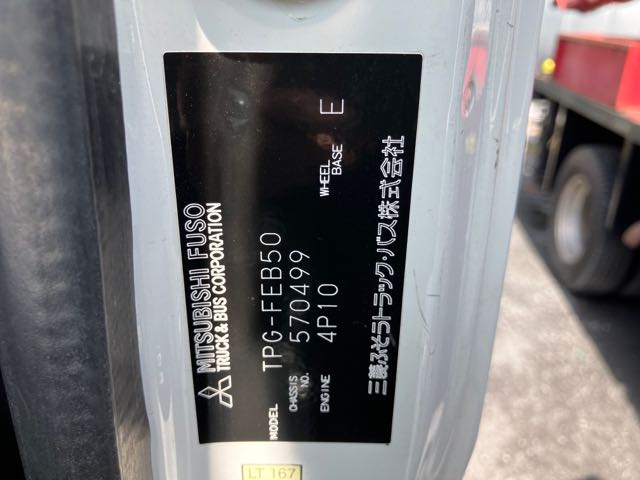 MITSUBISHI FUSO
TRUCK & BUS CORPORATION
MODEL TPG-FEB50
CHASSIS NO. 570499
ENGINE 4P10 WHEEL BASE E
三菱ふそうトラック・バス株式会社
LT 167